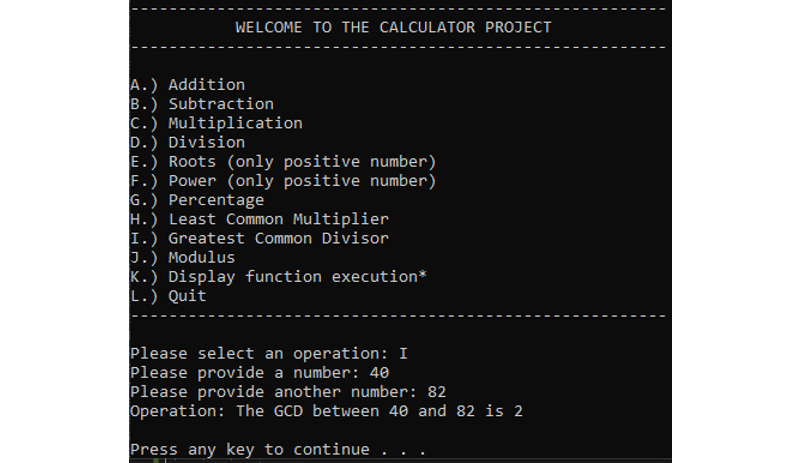 --------------------------------------------------------
WELCOME TO THE CALCULATOR PROJECT
--------------------------------------------------------
A.) Addition
B.) Subtraction
C.) Multiplication
D.) Division
E.) Roots (only positive number)
F.) Power (only positive number)
G.) Percentage
H.) Least Common Multiplier
I.) Greatest Common Divisor
J.) Modulus
K.) Display function execution*
L.) Quit
--------------------------------------------------------
Please select an operation: I
Please provide a number: 40
Please provide another number: 82
Operation: The GCD between 40 and 82 is 2
Press any key to continue . . .